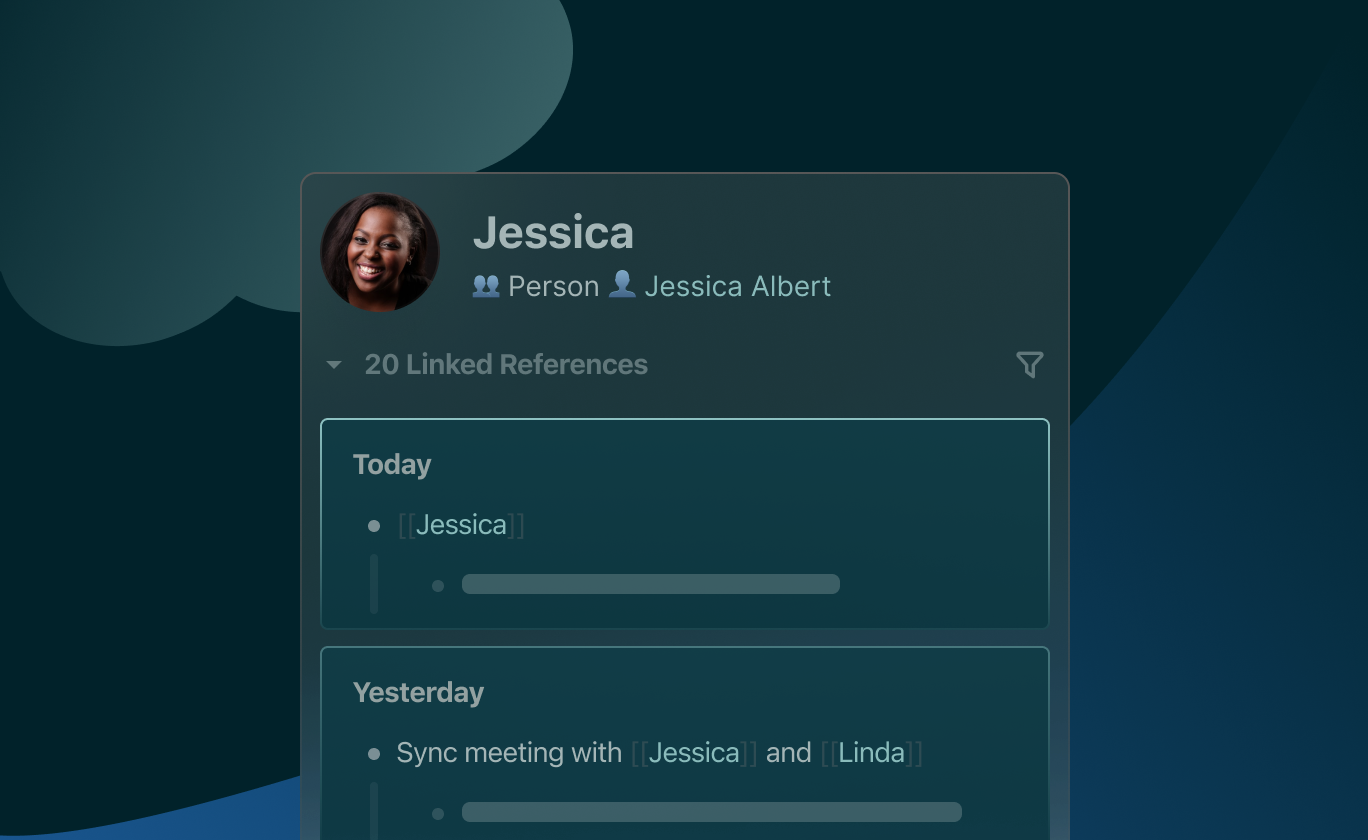 Jessica
Person Jessica Albert
20 Linked References
Today
[[Jessica]]
Yesterday
Sync meeting with [[Jessica]] and [[Linda]]